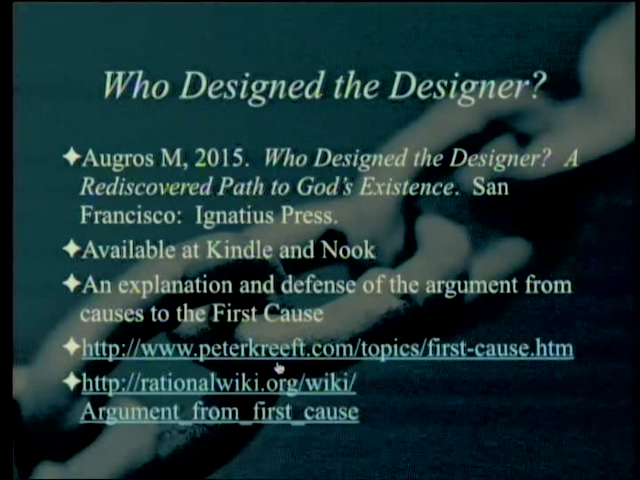 Who Designed the Designer?
✦Augros M, 2015.  Who Designed the Designer?  A
Rediscovered Path to God's Existence.  San
Francisco:  Ignatius Press.
✦Available at Kindle and Nook
✦An explanation and defense of the argument from
causes to the First Cause
✦http://www.peterkreeft.com/topics/first-cause.htm
✦http://rationalwiki.org/wiki/
Argument_from_first_cause